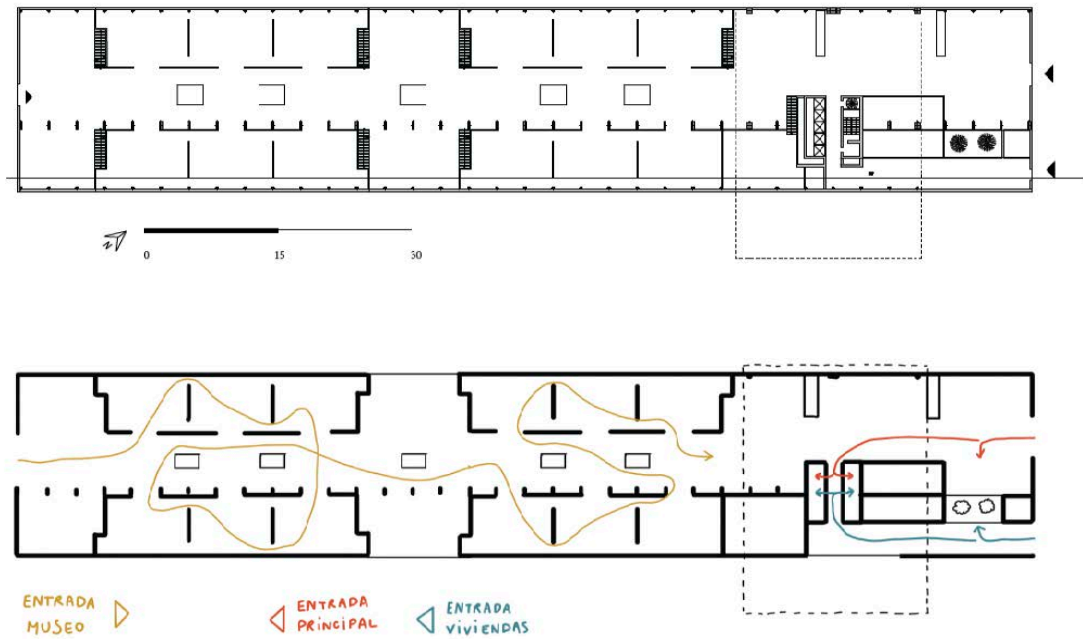 N
0 15 30
ENTRADA
MUSEO
ENTRADA
PRINCIPAL
ENTRADA
VIVIENDAS